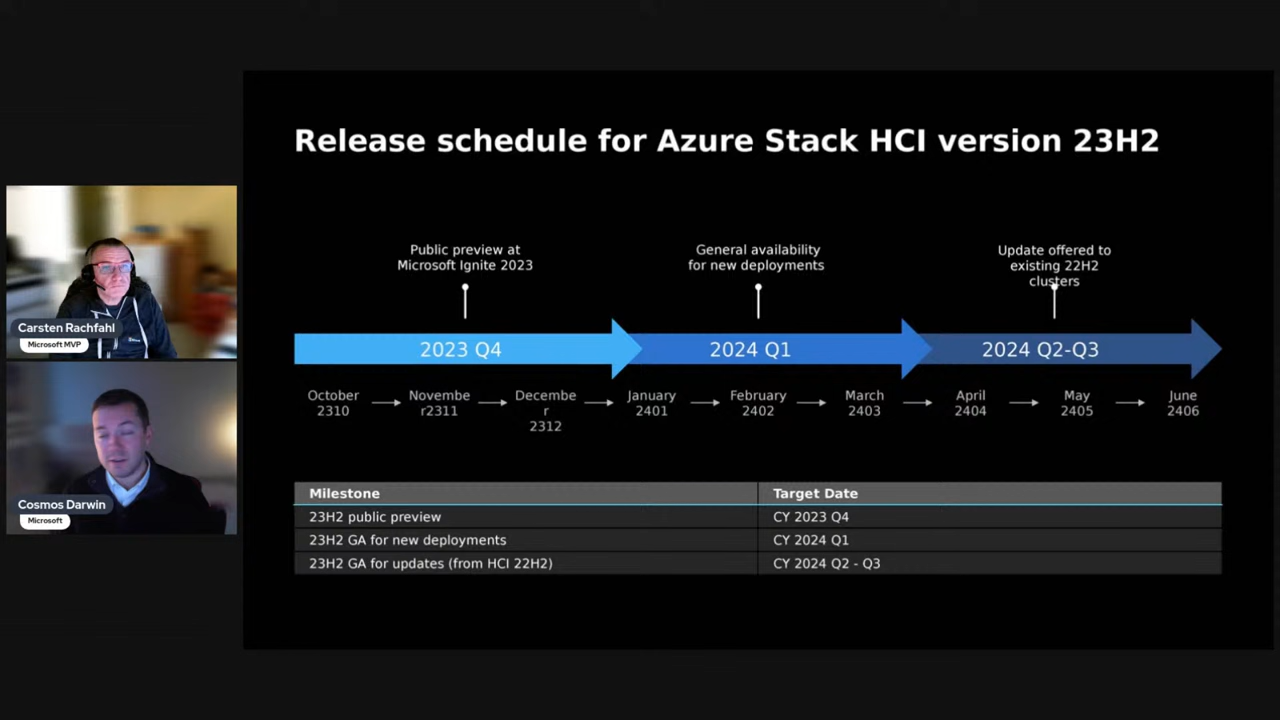 Release schedule for Azure Stack HCI version 23H2
Public preview at
Microsoft Ignite 2023
General availability
for new deployments
Update offered to
existing 22H2
clusters
2023 Q4
2024 Q1
2024 Q2-Q3
October
2310
Novembe
r2311
Decembe
r
2312
January
2401
February
2402
March
2403
April
2404
May
2405
June
2406
Milestone Target Date
23H2 public preview CY 2023 Q4
23H2 GA for new deployments CY 2024 Q1
23H2 GA for updates (from HCI 22H2) CY 2024 Q2 - Q3
Carsten Rachfahl
Microsoft MVP
Cosmos Darwin
Microsoft